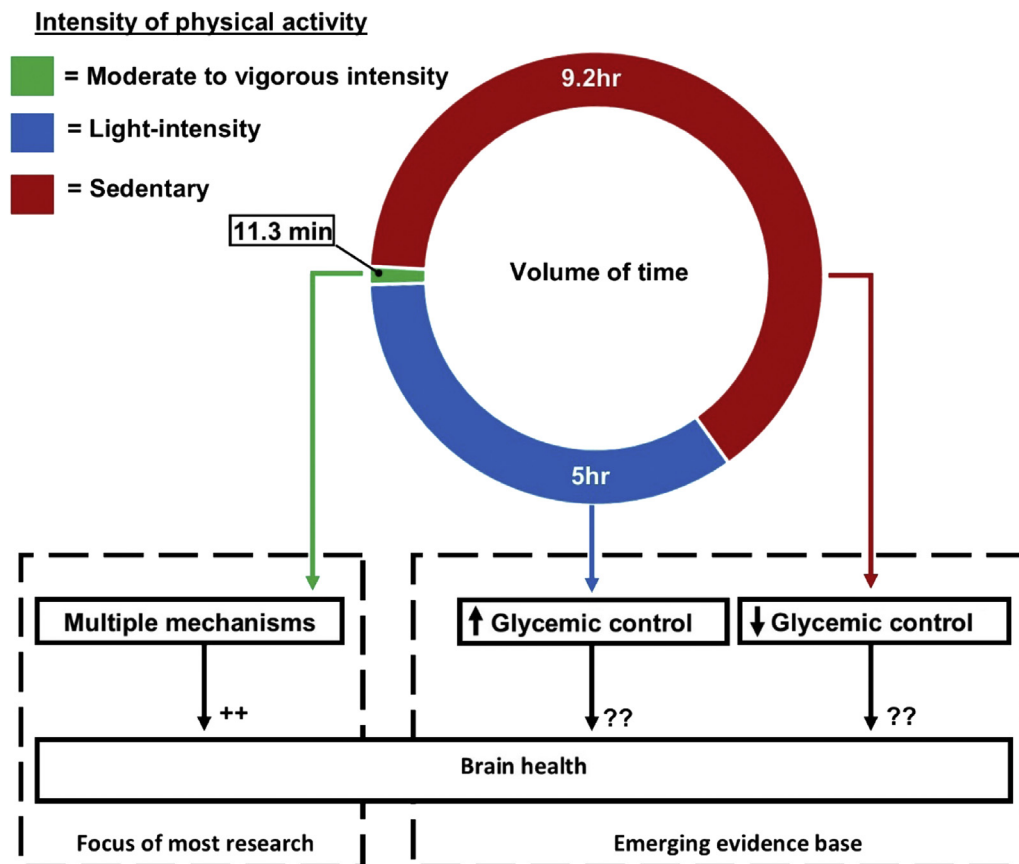 Intensity of physical activity
= Moderate to vigorous intensity
= Light-intensity
= Sedentary
9.2hr
11.3 min
Volume of time
5hr
Multiple mechanisms
↑ Glycemic control
↓ Glycemic control
++
??
??
Brain health
Focus of most research
Emerging evidence base